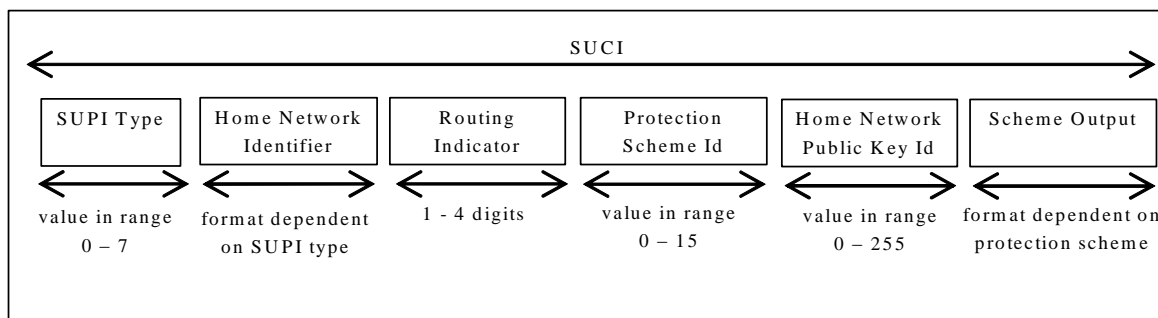 SUCI
SUPI Type
Home Network
Identifier
Routing
Indicator
Protection
Scheme Id
Home Network
Public Key Id
Scheme Output
value in range
0 – 7
format dependent
on SUPI type
1 - 4 digits
value in range
0 – 15
value in range
0 – 255
format dependent on
protection scheme